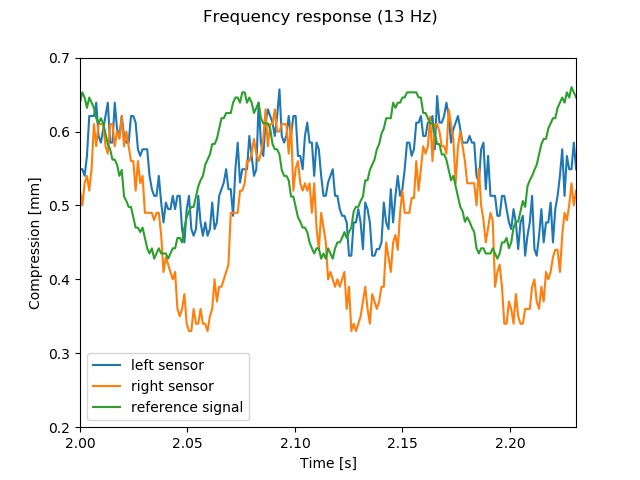 Frequency response (13 Hz)
0.7
0.6
0.5
0.4
0.3
0.2
Compression [mm]
left sensor
right sensor
reference signal
2.00 2.05 2.10 2.15 2.20
Time [s]